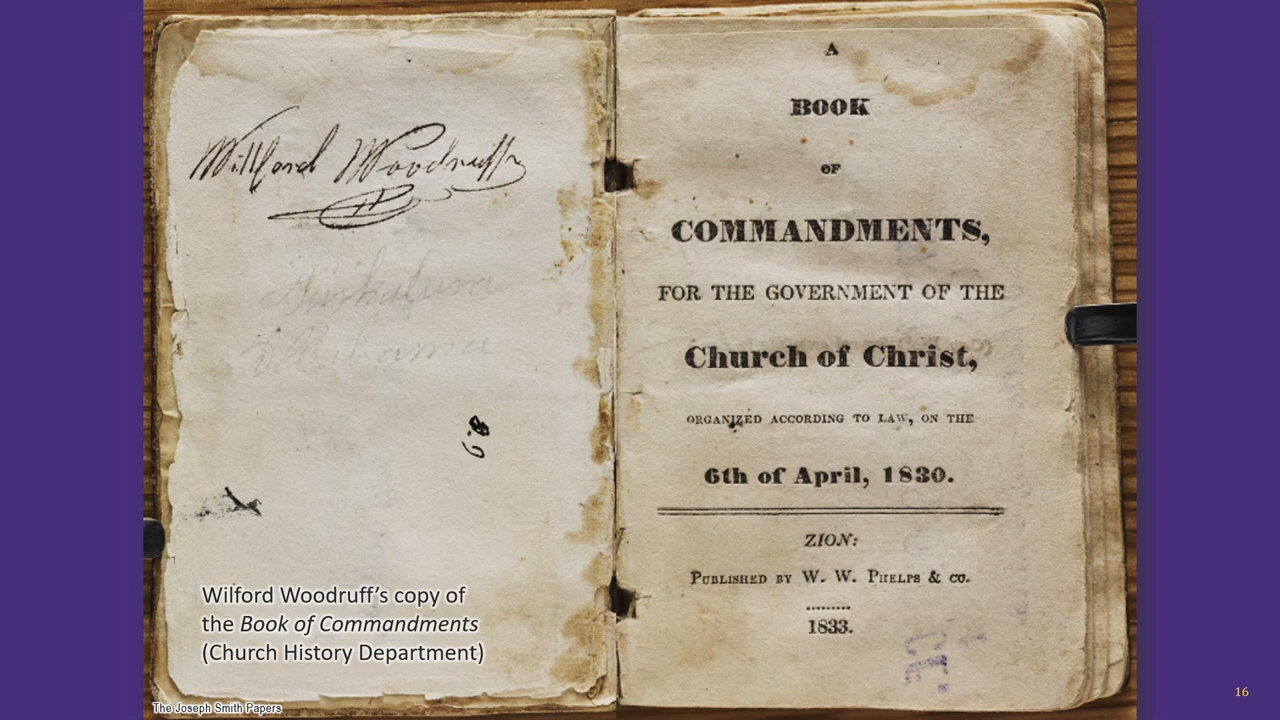 Willford Woodruff
A
BOOK
OF
COMMANDMENTS,
FOR THE GOVERNMENT OF THE
Church of Christ,
ORGANIZED ACCORDING TO LAW, ON THE
6th of April, 1830.
ZION:
PUBLISHED BY W. W. PHELPS & CO.
.........
1833.
Wilford Woodruff’s copy of
the Book of Commandments
(Church History Department)
The Joseph Smith Papers
16